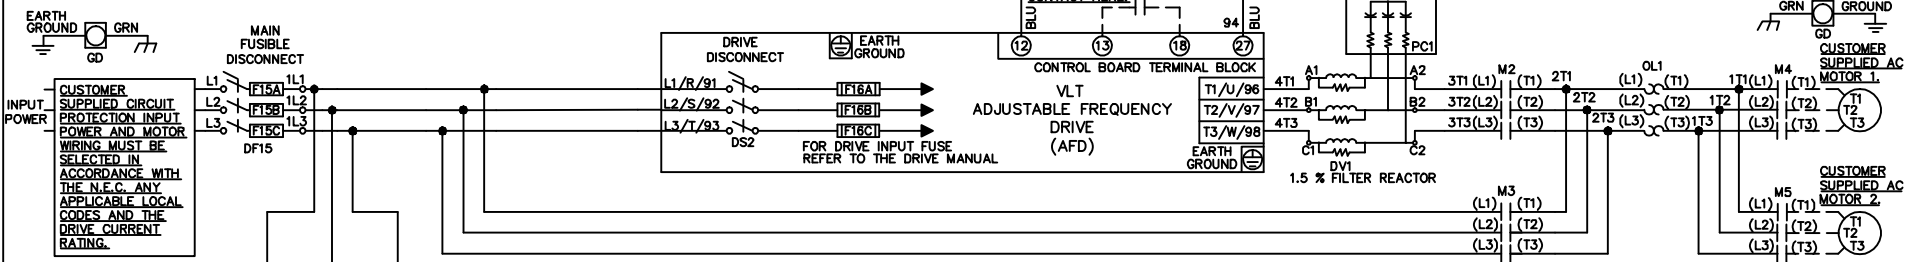 EARTH
GROUND
GRN
GD
MAIN
FUSIBLE
DISCONNECT
INPUT
POWER
CUSTOMER
SUPPLIED CIRCUIT
PROTECTION INPUT
POWER AND MOTOR
WIRING MUST BE
SELECTED IN
ACCORDANCE WITH
THE N.E.C. ANY
APPLICABLE LOCAL
CODES AND THE
DRIVE CURRENT
RATING.
L1
F15A
1L1
L2
F15B
1L2
L3
F15C
1L3
DF15
DRIVE
DISCONNECT
EARTH
GROUND
BLU
94
BLU
12
13
18
27
CONTROL BOARD TERMINAL BLOCK
L1/R/91
F16A
L2/S/92
F16B
L3/T/93
F16C
DS2
FOR DRIVE INPUT FUSE
REFER TO THE DRIVE MANUAL
VLT
ADJUSTABLE FREQUENCY
DRIVE
(AFD)
T1/U/96
T2/V/97
T3/W/98
EARTH
GROUND
4T1
4T2
4T3
PC1
A1
A2
B1
B2
C1
C2
DV1
1.5 % FILTER REACTOR
M2
3T1 (L1) (T1) 2T1
3T2 (L2) (T2) 2T2
3T3 (L3) (T3) 2T3
OL1
(L1) (T1) 1T1
(L2) (T2) 1T2
(L3) (T3) 1T3
M4
(L1) (T1)
(L2) (T2)
(L3) (T3)
GRN
GROUND
GD
CUSTOMER
SUPPLIED AC
MOTOR 1.
T1
T2
T3
M3
(L1) (T1)
(L2) (T2)
(L3) (T3)
M5
(L1) (T1)
(L2) (T2)
(L3) (T3)
CUSTOMER
SUPPLIED AC
MOTOR 2.
T1
T2
T3